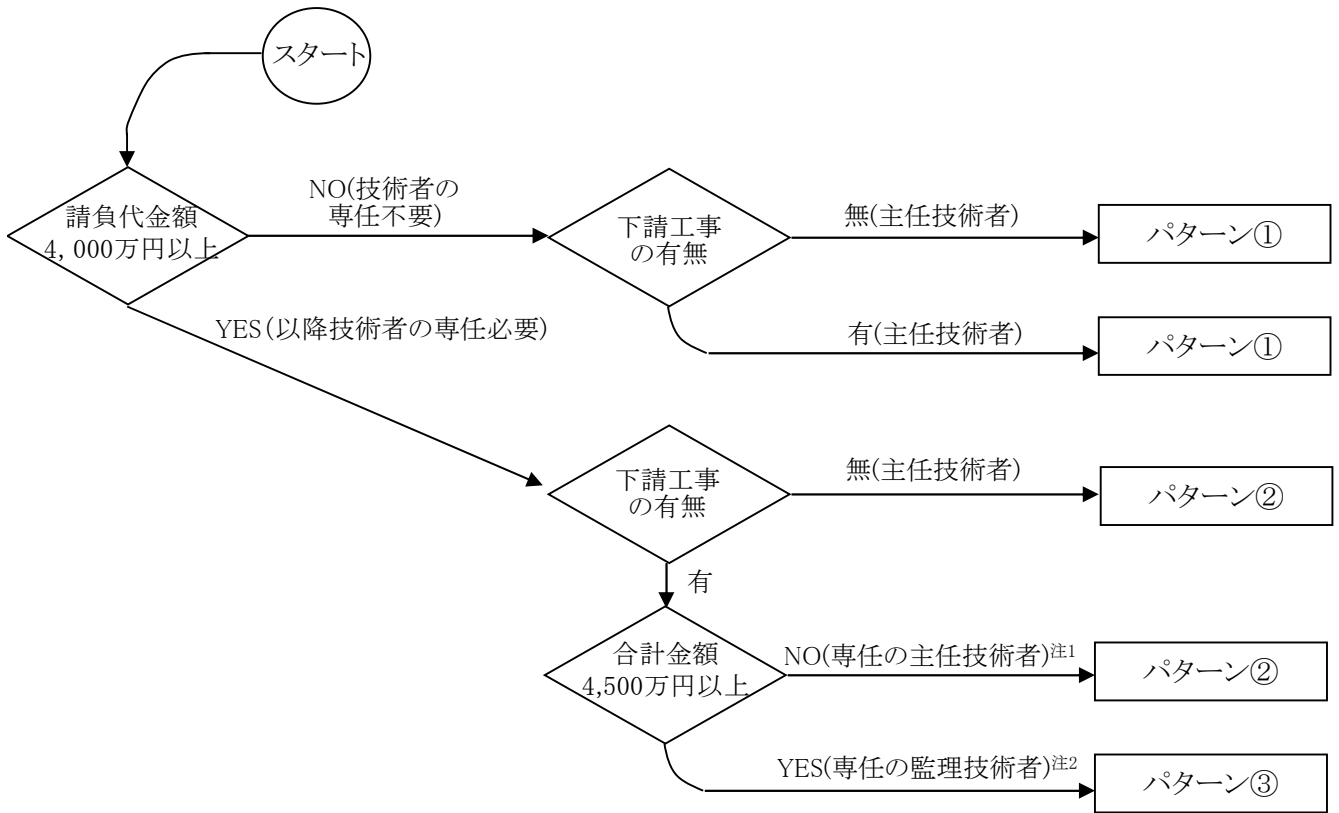 スタート
請負代金額
4,000万円以上
NO(技術者の
専任不要)
下請工事
の有無
無(主任技術者)
パターン①
有(主任技術者)
パターン①
YES(以降技術者の専任必要)
下請工事
の有無
無(主任技術者)
パターン②
有
合計金額
4,500万円以上
NO(専任の主任技術者)注1
パターン②
YES(専任の監理技術者)注2
パターン③